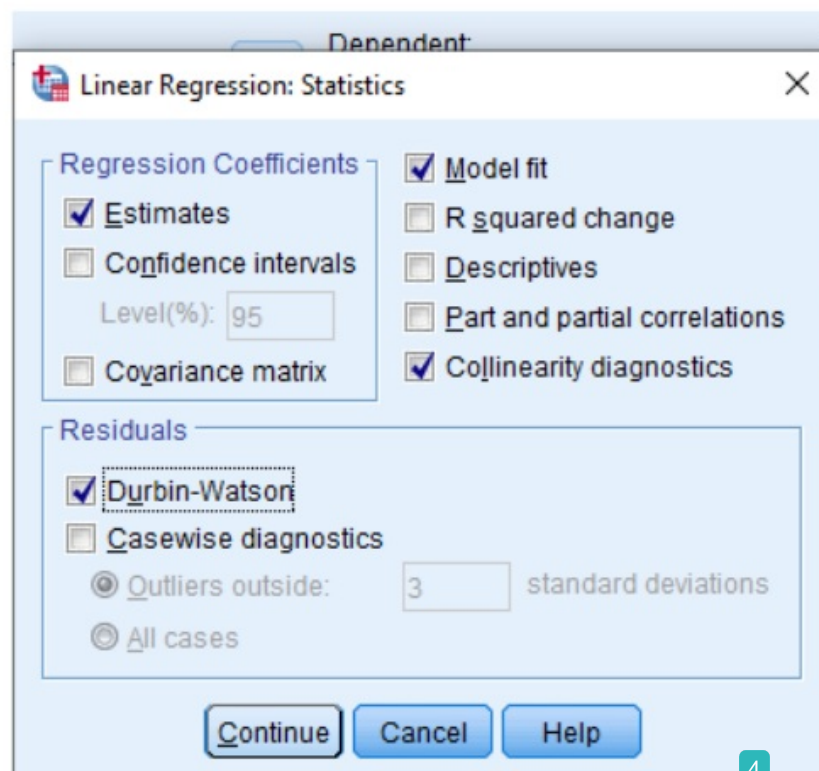 Dependent:
Linear Regression: Statistics
Regression Coefficients
Estimates
Confidence intervals
Level(%): 95
Covariance matrix
Model fit
R squared change
Descriptives
Part and partial correlations
Collinearity diagnostics
Residuals
Durbin-Watson
Casewise diagnostics
Outliers outside: 3 standard deviations
All cases
Continue Cancel Help
4